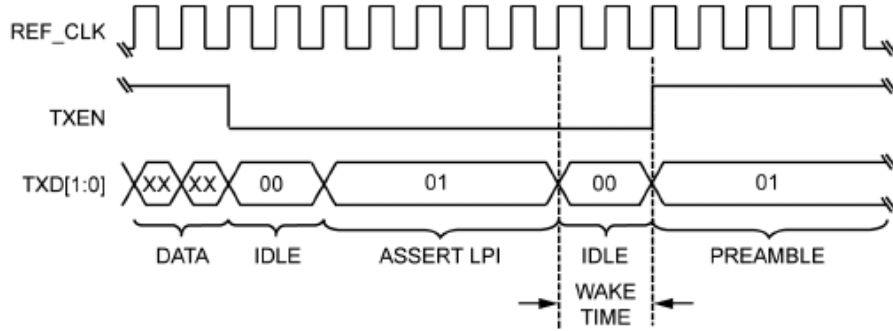 REF_CLK
TXEN
TXD[1:0] XX XX 00 01 00 01
DATA IDLE ASSERT LPI IDLE PREAMBLE
WAKE
TIME